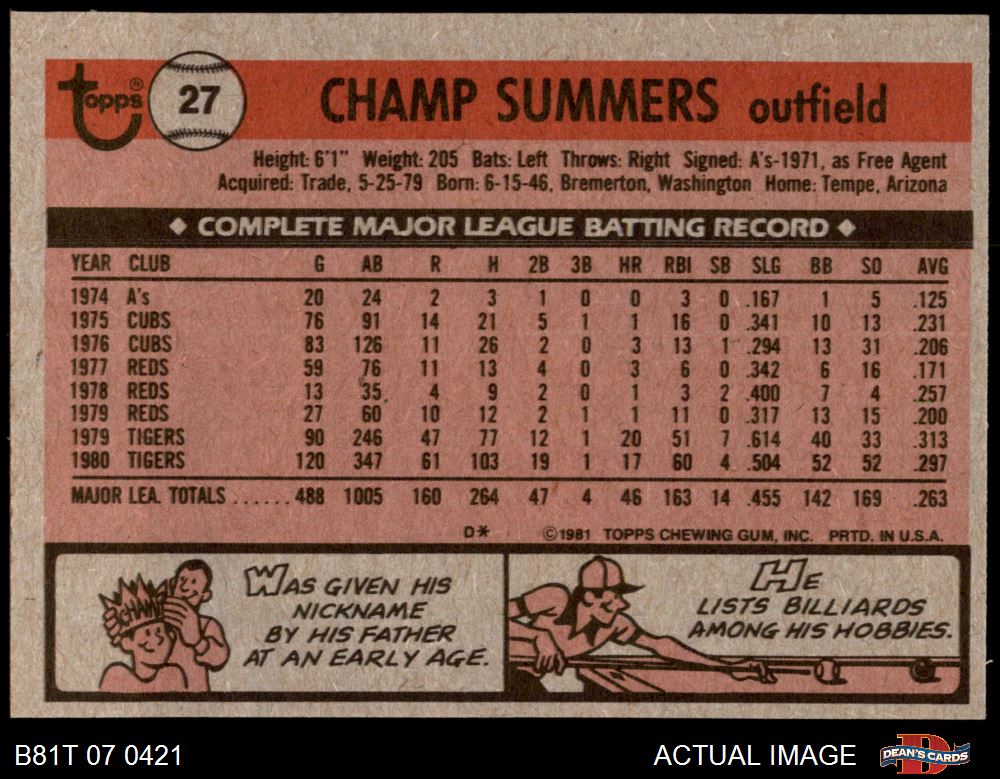 topps® 27 CHAMP SUMMERS outfield
Height: 6'1" Weight: 205 Bats: Left Throws: Right Signed: A's-1971, as Free Agent
Acquired: Trade, 5-25-79 Born: 6-15-46, Bremerton, Washington Home: Tempe, Arizona
◆ COMPLETE MAJOR LEAGUE BATTING RECORD ◆
YEAR CLUB G AB R H 2B 3B HR RBI SB SLG BB SO AVG
1974 A's 20 24 2 3 1 0 0 3 0 .167 1 5 .125
1975 CUBS 76 91 14 21 5 1 1 16 0 .341 10 13 .231
1976 CUBS 83 126 11 26 2 0 3 13 1 .294 13 31 .206
1977 REDS 59 76 11 13 4 0 3 6 0 .342 6 16 .171
1978 REDS 13 35 4 9 2 0 1 3 2 .400 7 4 .257
1979 REDS 27 60 10 12 2 1 1 11 0 .317 13 15 .200
1979 TIGERS 90 246 47 77 12 1 20 51 7 .614 40 33 .313
1980 TIGERS 120 347 61 103 19 1 17 60 4 .504 52 52 .297
MAJOR LEA. TOTALS ...... 488 1005 160 264 47 4 46 163 14 .455 142 169 .263
D* ©1981 TOPPS CHEWING GUM, INC. PRTD. IN U.S.A.
CHAMP
WAS GIVEN HIS
NICKNAME
BY HIS FATHER
AT AN EARLY AGE.
HE
LISTS BILLIARDS
AMONG HIS HOBBIES.
B81T 07 0421 ACTUAL IMAGE DEAN'S CARDS